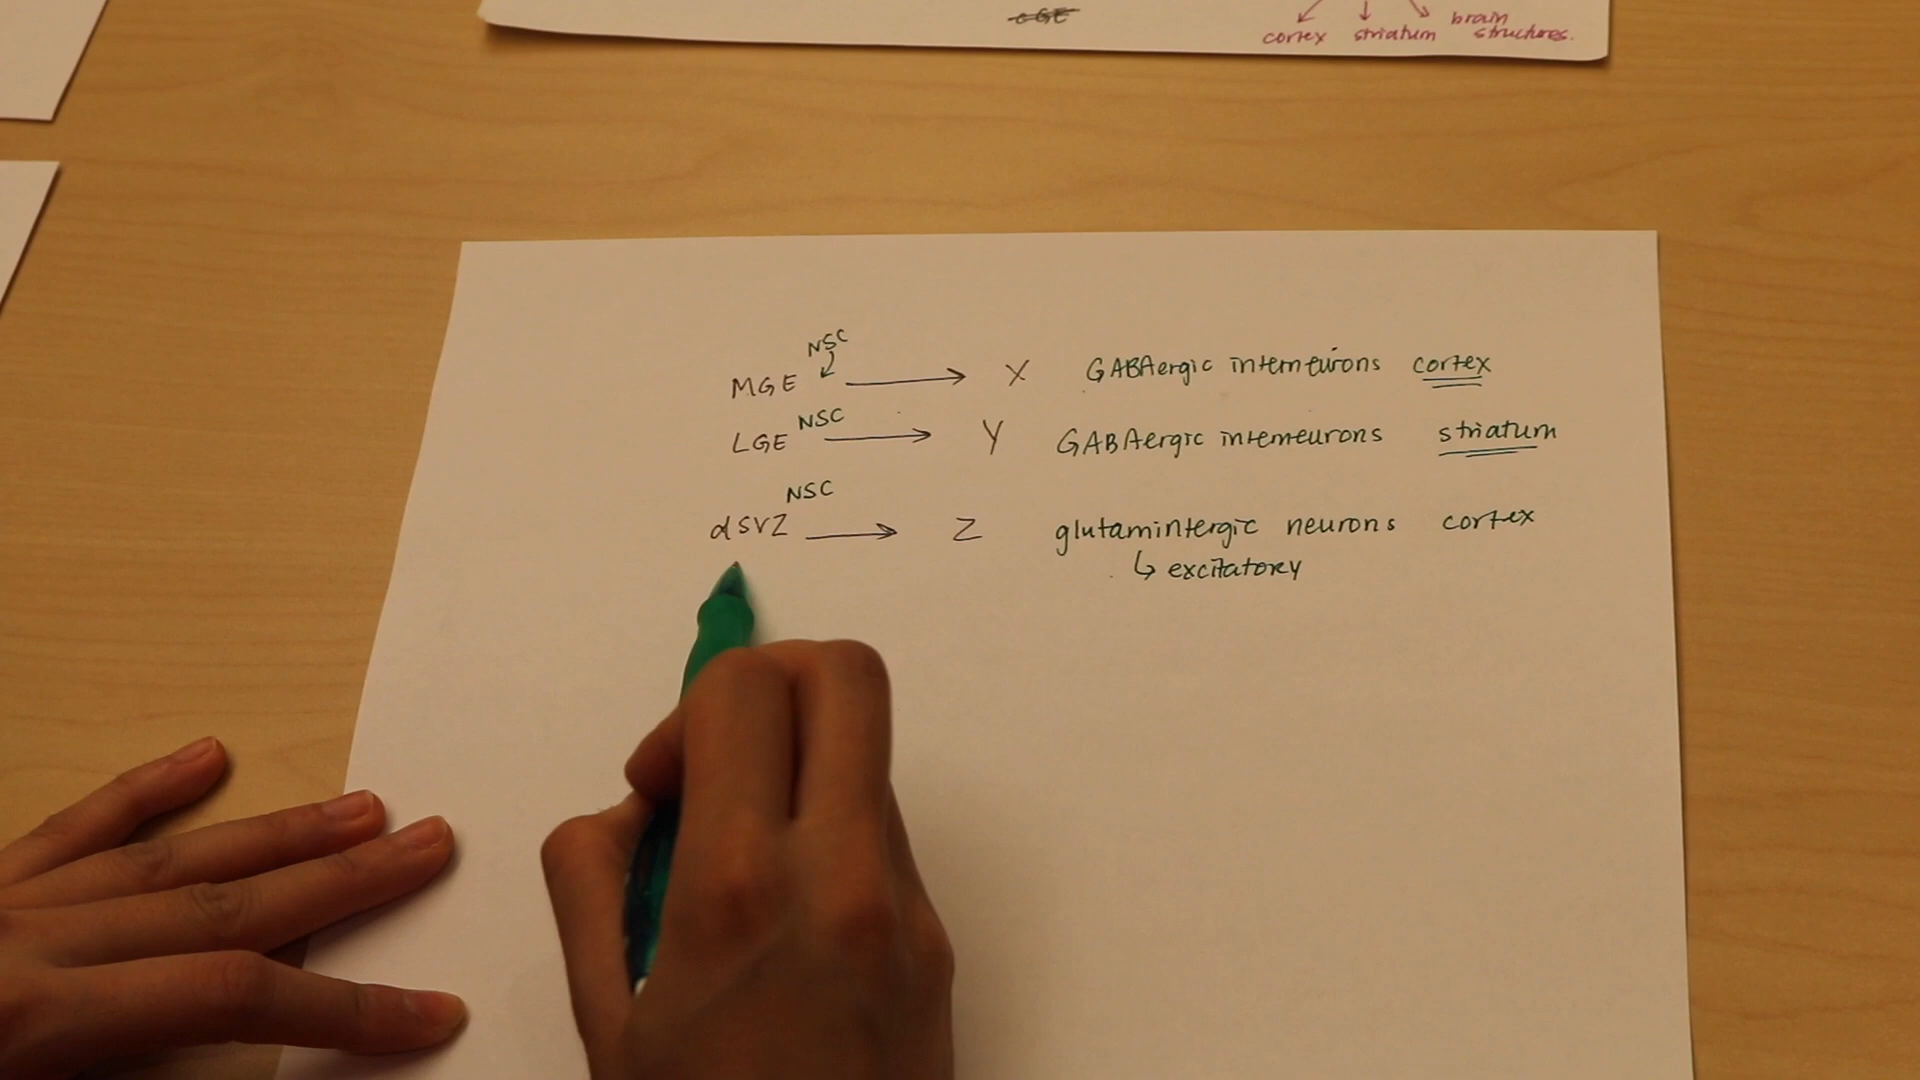 cGE
cortex striatum brain structures.
NSC
MGE → X GABAergic interneurons cortex
NSC
LGE → Y GABAergic interneurons striatum
NSC
dSVZ → Z glutamintergic neurons cortex
↳ excitatory